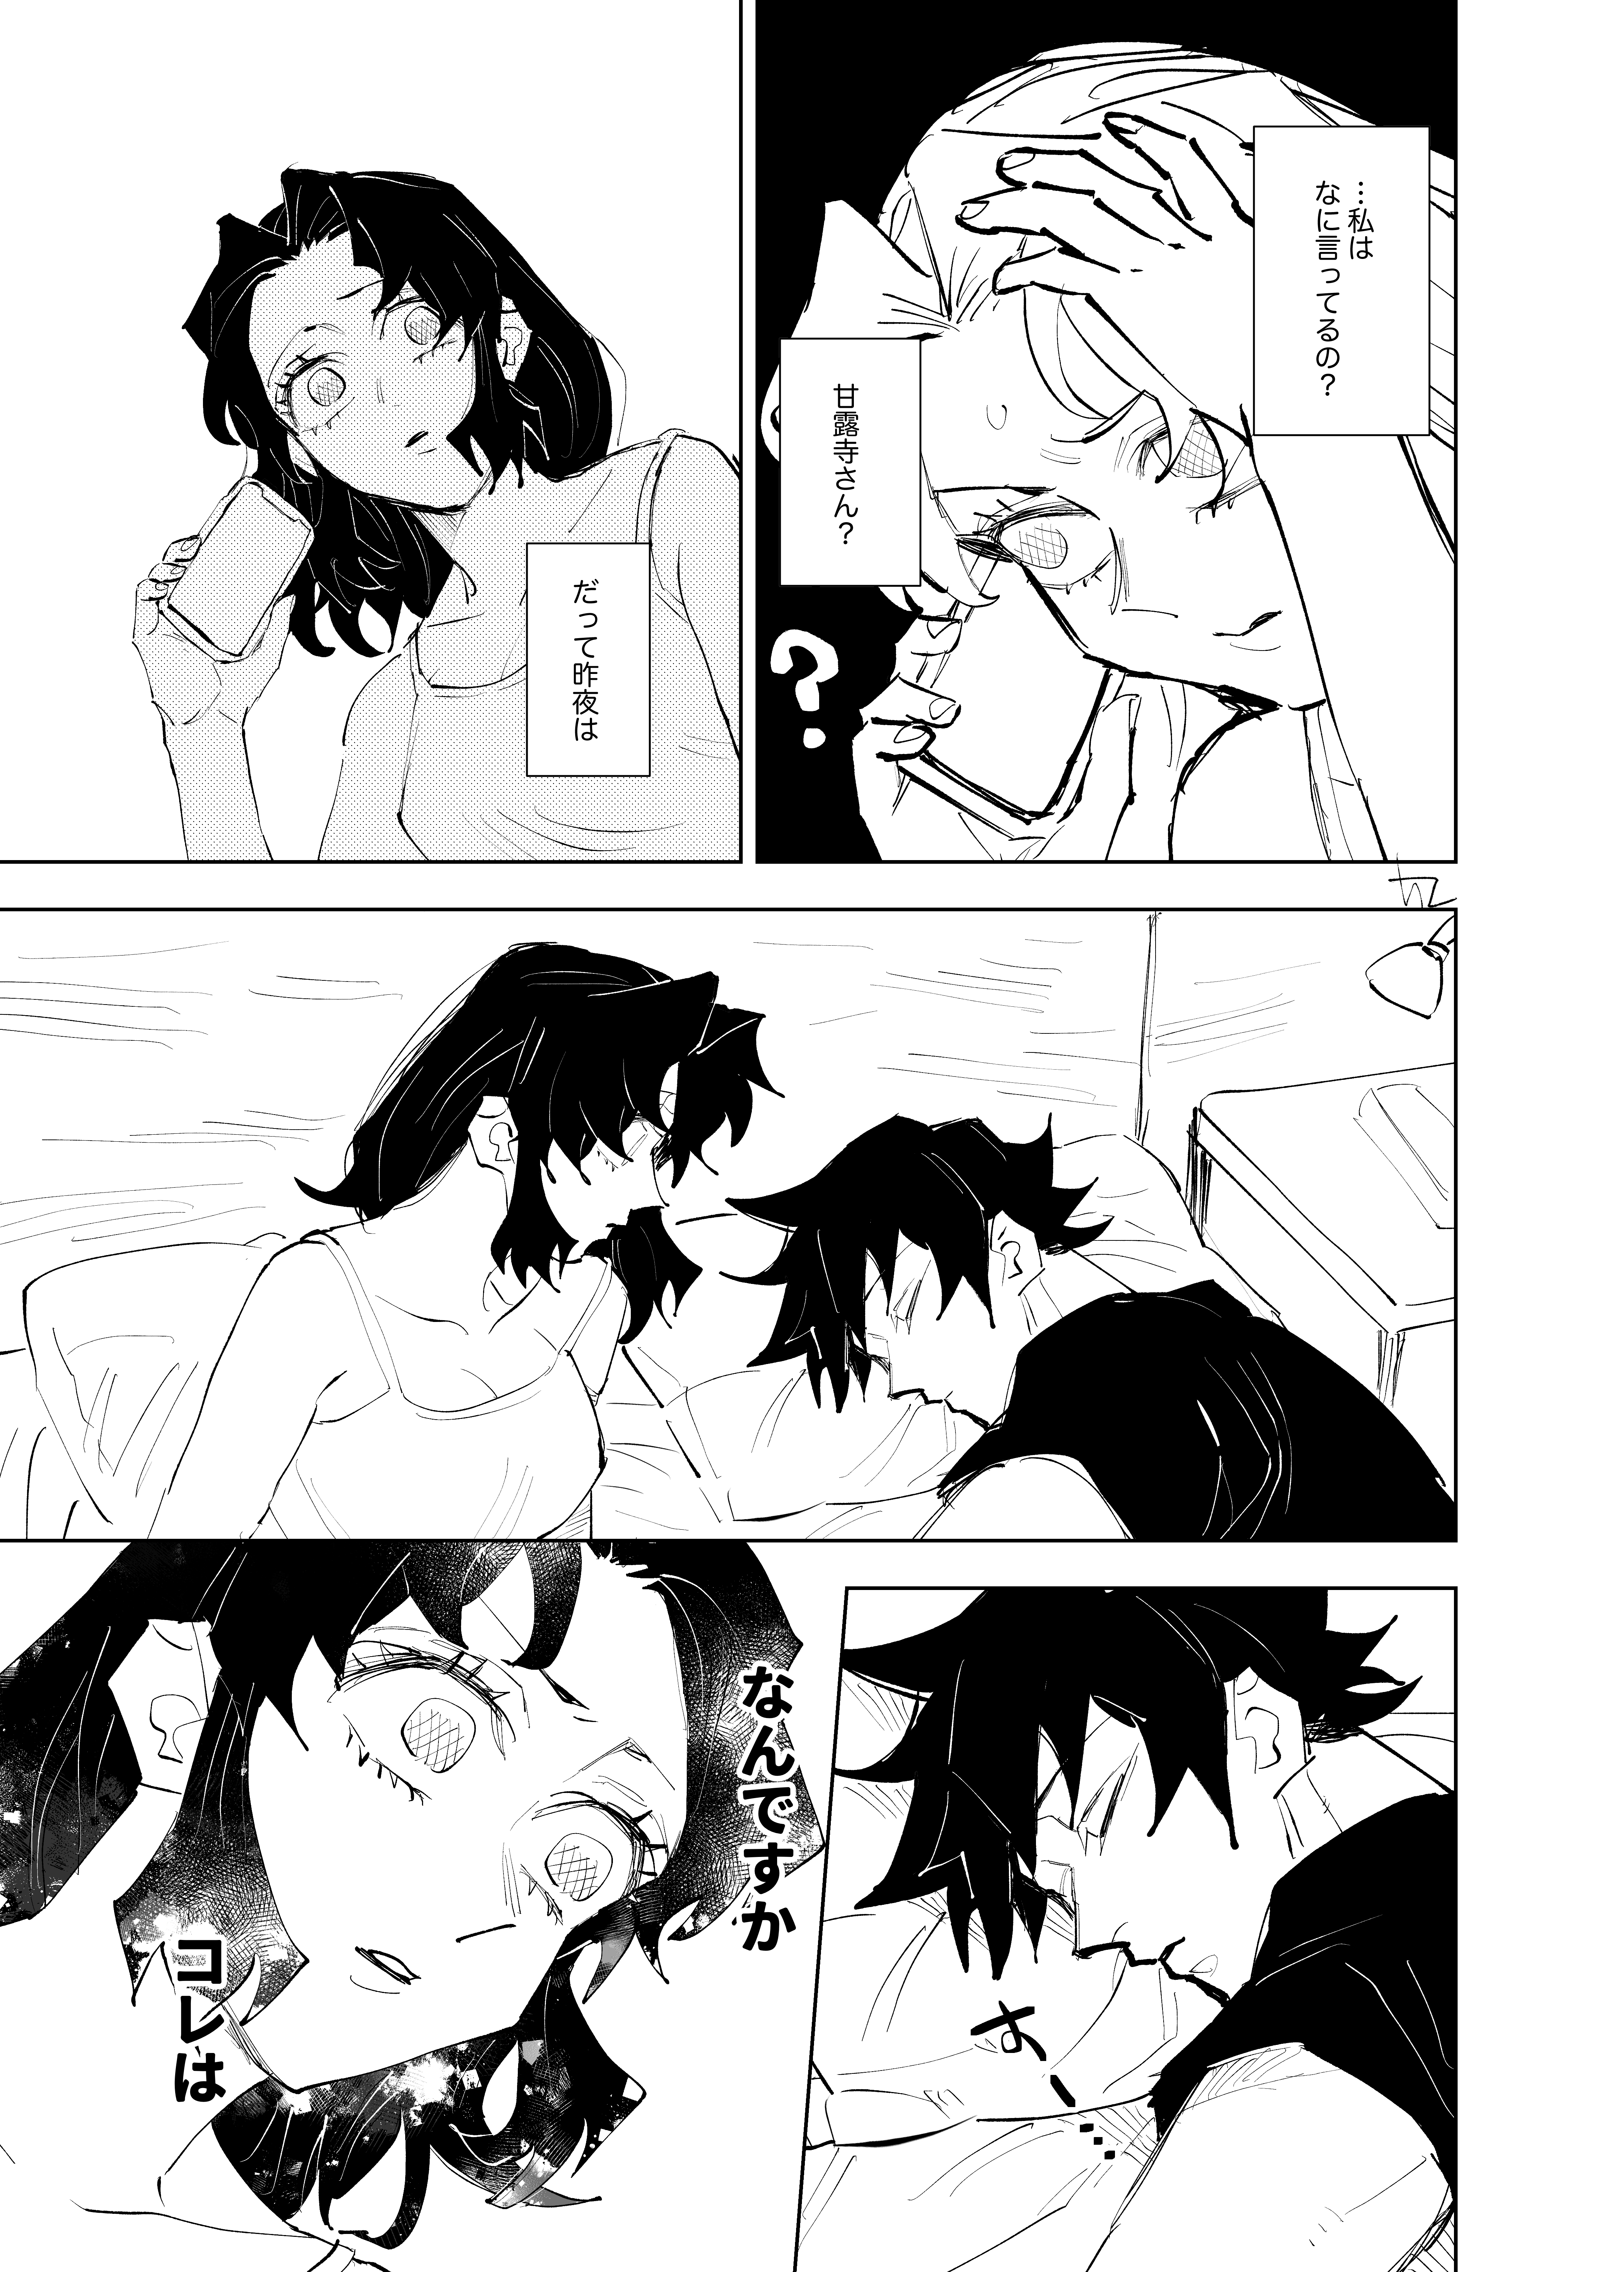 …私は
なに言ってるの？
甘露寺さん？
？
だって昨夜は
すー…
なんですか
コレは